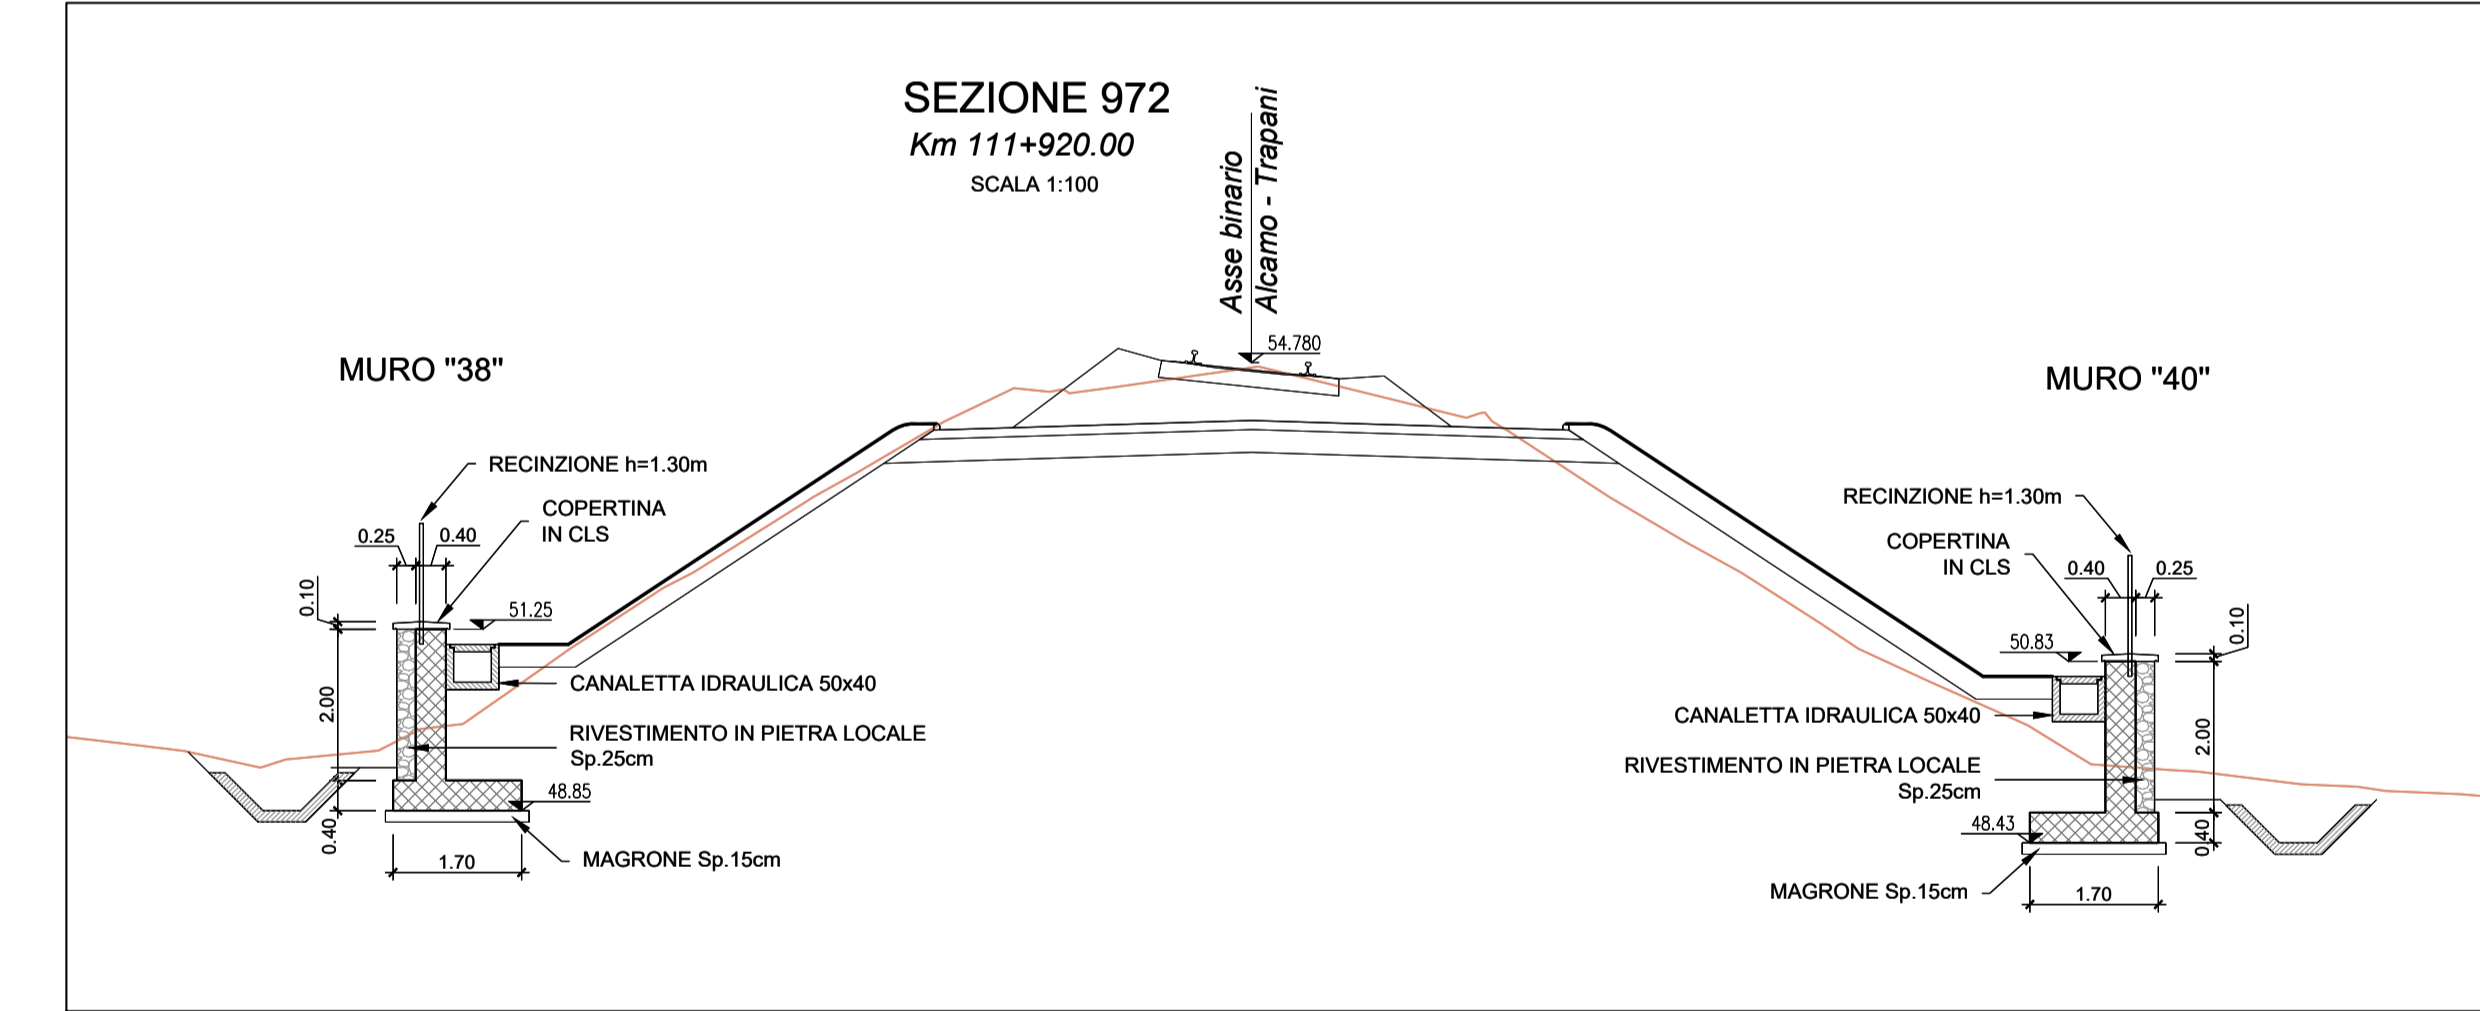 SEZIONE 972
Km 111+920.00
SCALA 1:100
Asse binario
Alcamo - Trapani
54.780
MURO "38"
RECINZIONE h=1.30m
COPERTINA
IN CLS
0.25
0.40
0.10
51.25
2.00
CANALETTA IDRAULICA 50x40
RIVESTIMENTO IN PIETRA LOCALE
Sp.25cm
48.85
0.40
1.70
MAGRONE Sp.15cm
MURO "40"
RECINZIONE h=1.30m
COPERTINA
IN CLS
0.40
0.25
0.10
50.83
2.00
CANALETTA IDRAULICA 50x40
RIVESTIMENTO IN PIETRA LOCALE
Sp.25cm
48.43
0.40
MAGRONE Sp.15cm
1.70